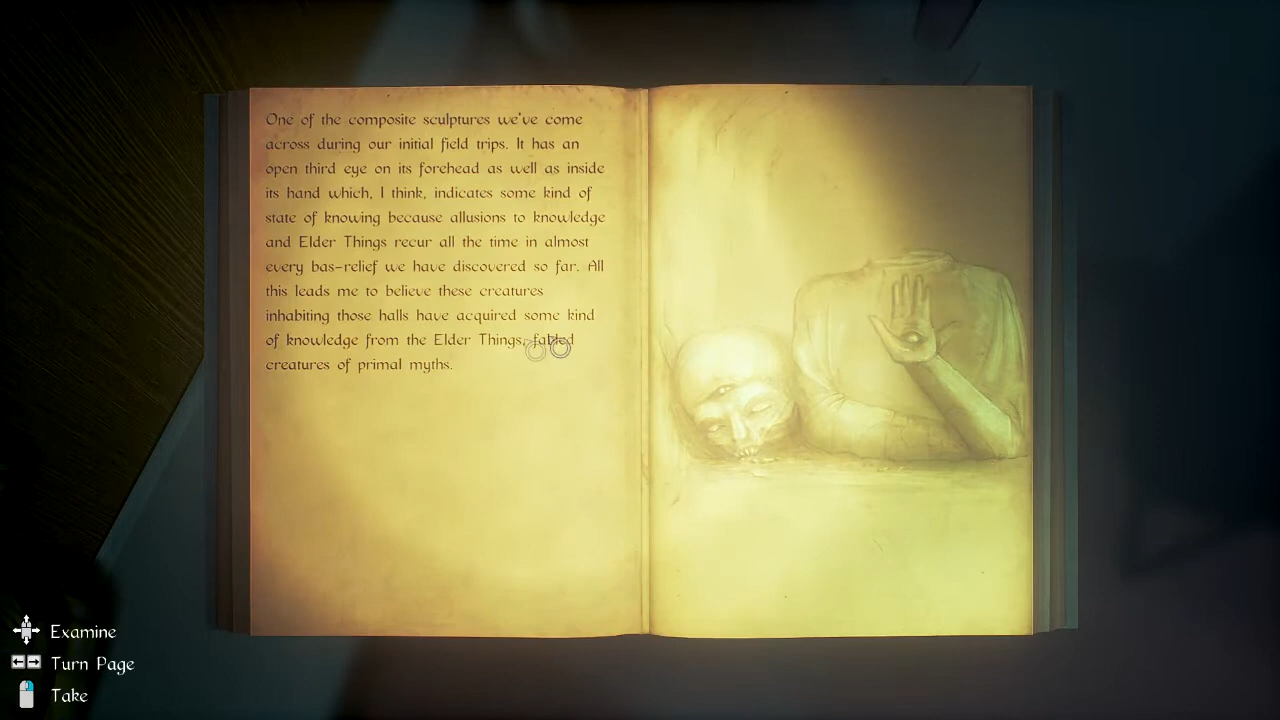 One of the composite sculptures we've come
across during our initial field trips. It has an
open third eye on its forehead as well as inside
its hand which, I think, indicates some kind of
state of knowing because allusions to knowledge
and Elder Things recur all the time in almost
every bas-relief we have discovered so far. All
this leads me to believe these creatures
inhabiting those halls have acquired some kind
of knowledge from the Elder Things, fabled
creatures of primal myths.
Examine
Turn Page
Take